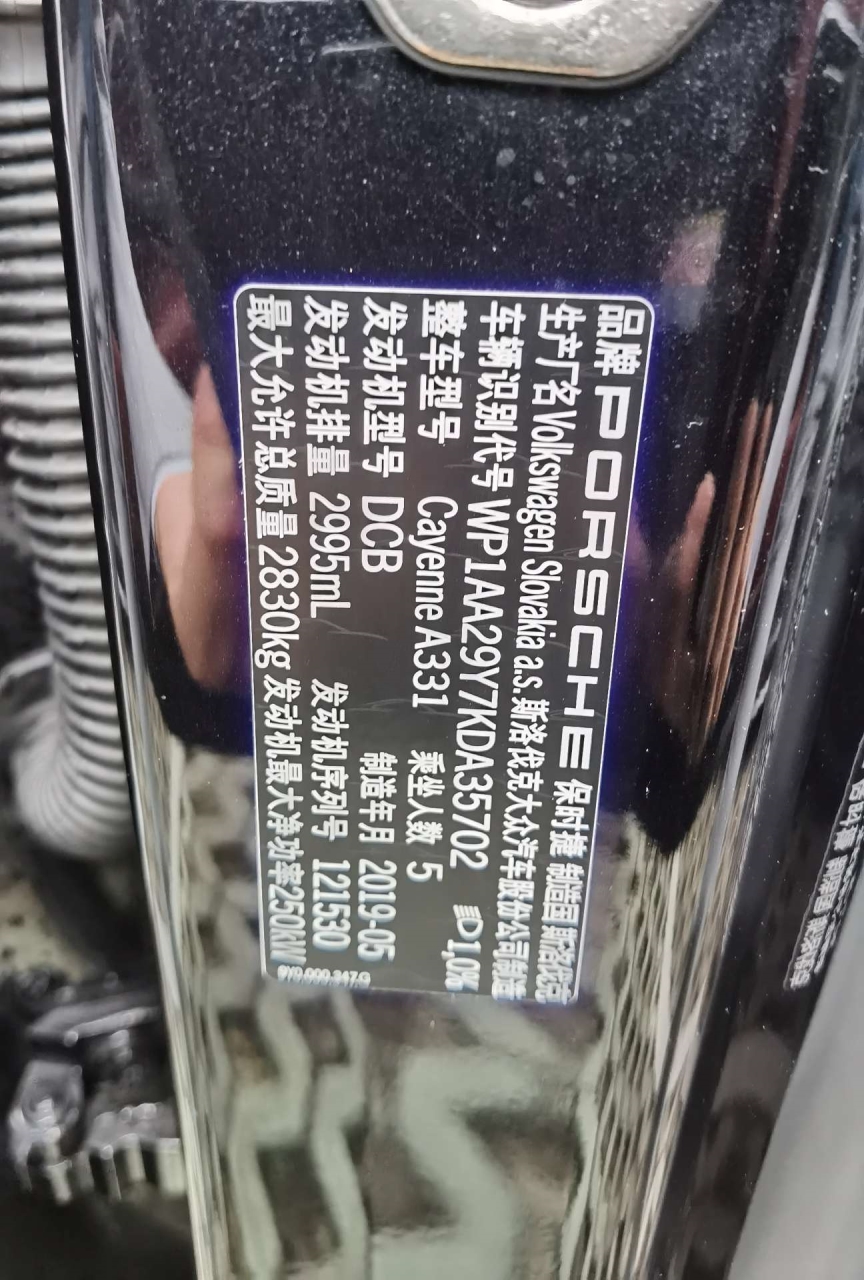 品牌 PORSCHE 保时捷 制造国 斯洛伐克
生产厂名 Volkswagen Slovakia a.s. 斯洛伐克大众汽车股份公司制造
车辆识别代号 WP1AA29Y7KDA35702 1,0%
整车型号 Cayenne A331 乘坐人数 5
发动机型号 DCB 制造年月 2019-05
发动机排量 2995mL 发动机序列号 121530
最大允许总质量 2830kg 发动机最大净功率250kW
9Y0.000.347.G